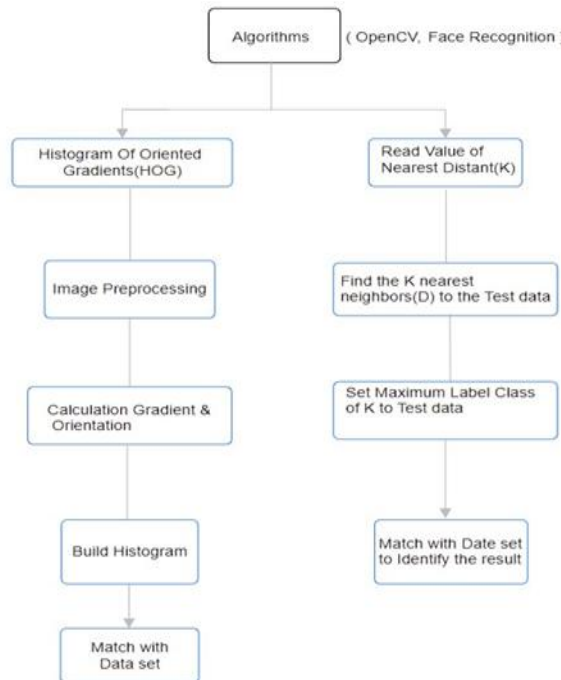 Algorithms
( OpenCV, Face Recognition )
Histogram Of Oriented
Gradients(HOG)
Image Preprocessing
Calculation Gradient &
Orientation
Build Histogram
Match with
Data set
Read Value of
Nearest Distant(K)
Find the K nearest
neighbors(D) to the Test data
Set Maximum Label Class
of K to Test data
Match with Date set
to Identify the result